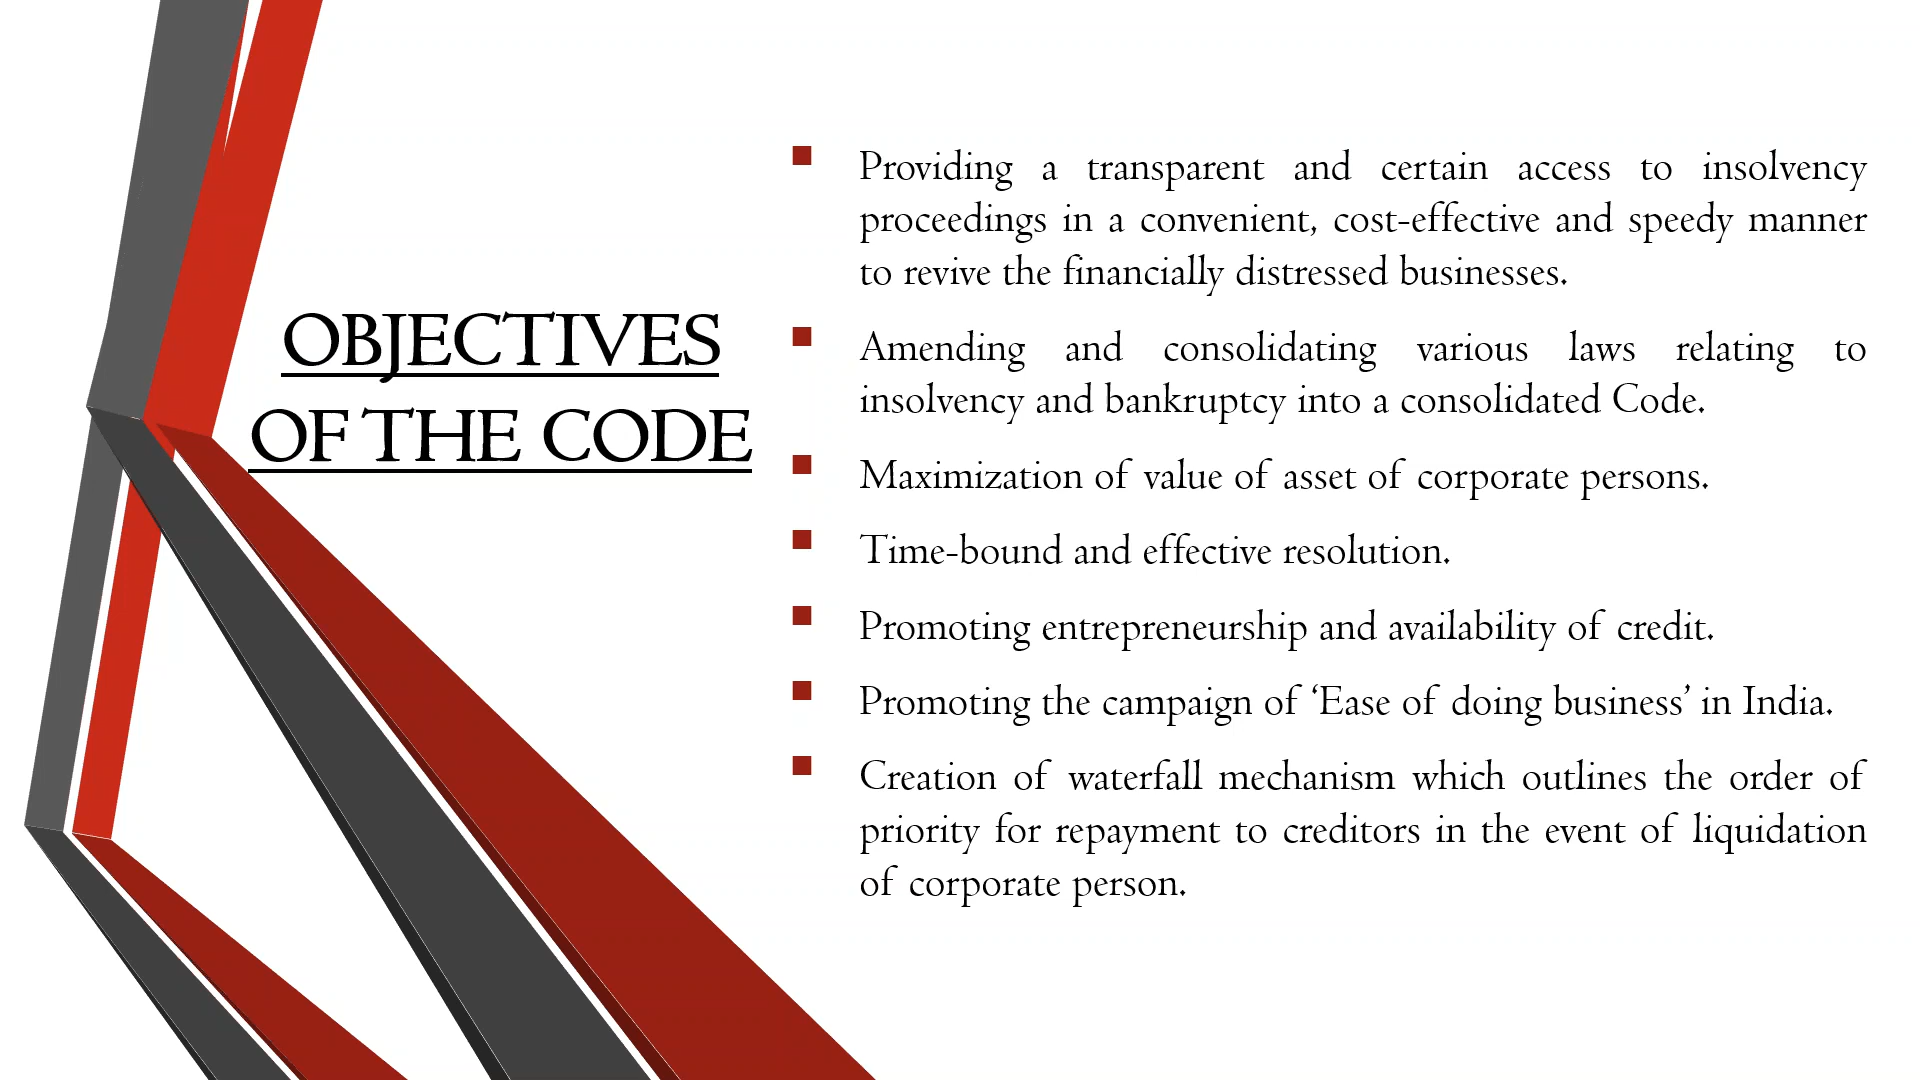 OBJECTIVES
OF THE CODE
Providing a transparent and certain access to insolvency
proceedings in a convenient, cost-effective and speedy manner
to revive the financially distressed businesses.
Amending and consolidating various laws relating to
insolvency and bankruptcy into a consolidated Code.
Maximization of value of asset of corporate persons.
Time-bound and effective resolution.
Promoting entrepreneurship and availability of credit.
Promoting the campaign of ‘Ease of doing business’ in India.
Creation of waterfall mechanism which outlines the order of
priority for repayment to creditors in the event of liquidation
of corporate person.